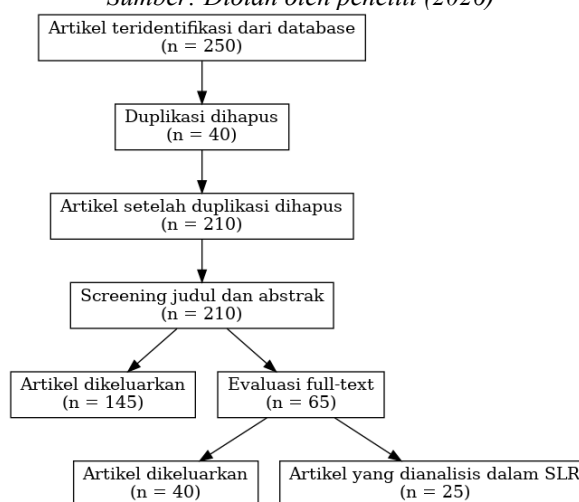 Sumber: Diolah oleh peneliti (2026)
Artikel teridentifikasi dari database
(n = 250)
Duplikasi dihapus
(n = 40)
Artikel setelah duplikasi dihapus
(n = 210)
Screening judul dan abstrak
(n = 210)
Artikel dikeluarkan
(n = 145)
Evaluasi full-text
(n = 65)
Artikel dikeluarkan
(n = 40)
Artikel yang dianalisis dalam SLR
(n = 25)